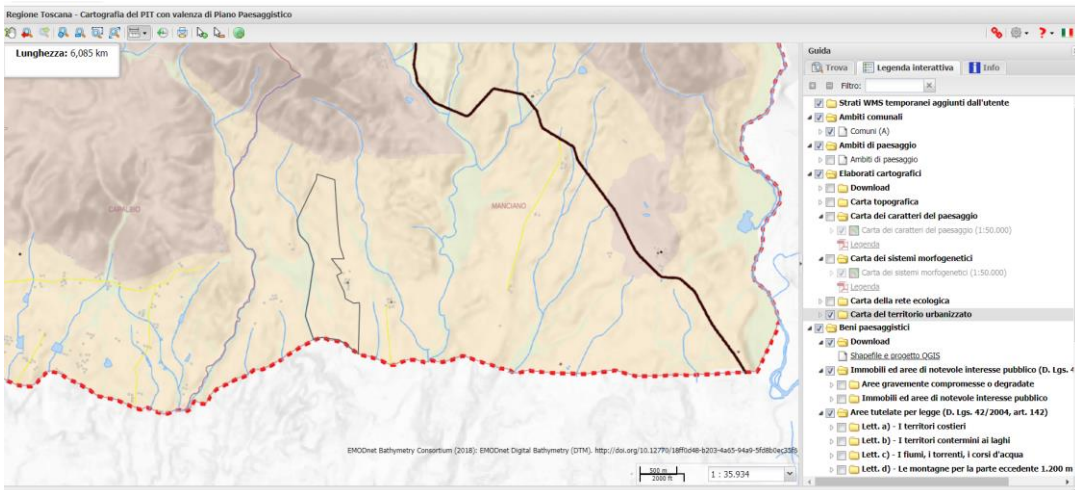 Regione Toscana - Cartografia del PIT con valenza di Piano Paesaggistico
Lunghezza: 6,085 km
CAPALBIO
MANCIANO
EMODnet Bathymetry Consortium (2018): EMODnet Digital Bathymetry (DTM).
500 m
2000 ft
1 : 35.934
Guida
Trova
Legenda interattiva
Info
Filtro:
Strati WMS temporanei aggiunti dall'utente
Ambiti comunali
Comuni (A)
Ambiti di paesaggio
Ambiti di paesaggio
Elaborati cartografici
Download
Carta topografica
Carta dei caratteri del paesaggio
Carta dei caratteri del paesaggio (1:50.000)
Legenda
Carta dei sistemi morfogenetici
Carta dei sistemi morfogenetici (1:50.000)
Legenda
Carta della rete ecologica
Carta del territorio urbanizzato
Beni paesaggistici
Download
Shapefile e progetto QGIS
Immobili ed aree di notevole interesse pubblico (D. Lgs. 4
Aree gravemente compromesse o degradate
Immobili ed aree di notevole interesse pubblico
Aree tutelate per legge (D. Lgs. 42/2004, art. 142)
Lett. a) - I territori costieri
Lett. b) - I territori contermini ai laghi
Lett. c) - I fiumi, i torrenti, i corsi d'acqua
Lett. d) - Le montagne per la parte eccedente 1.200 m